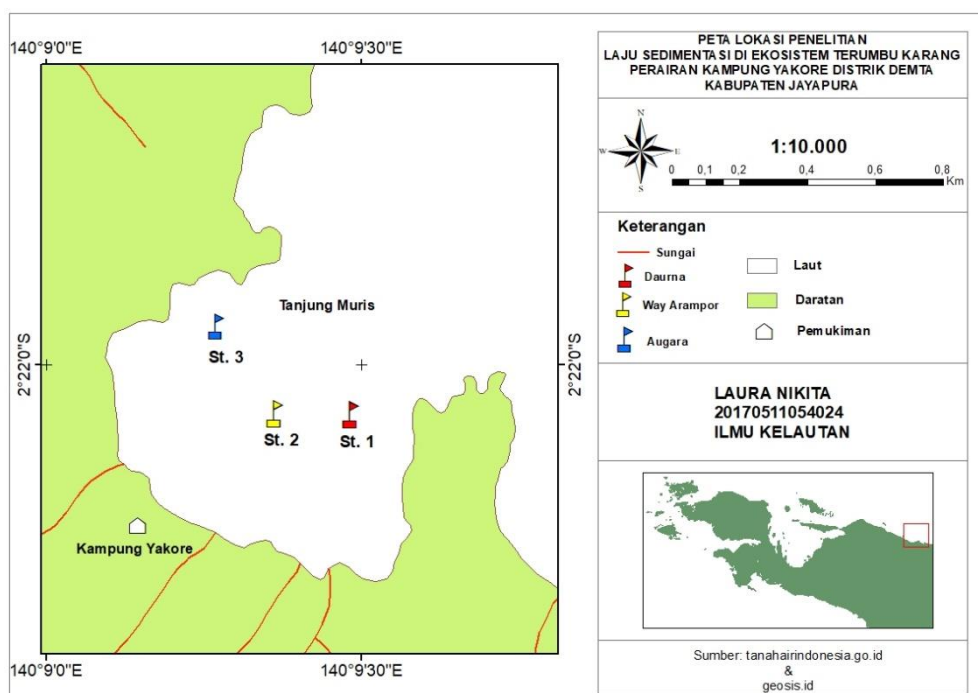 140°9'0"E 140°9'30"E
Tanjung Muris
St. 3
2°22'0"S 2°22'0"S
St. 2 St. 1
Kampung Yakore
140°9'0"E 140°9'30"E
PETA LOKASI PENELITIAN
LAJU SEDIMENTASI DI EKOSISTEM TERUMBU KARANG
PERAIRAN KAMPUNG YAKORE DISTRIK DEMTA
KABUPATEN JAYAPURA
N
W E
S
1:10.000
0 0,1 0,2 0,4 0,6 0,8
Km
Keterangan
Sungai
Daurna
Way Arampor
Augara
Laut
Daratan
Pemukiman
LAURA NIKITA
20170511054024
ILMU KELAUTAN
Sumber: tanahairindonesia.go.id
&
geosis.id